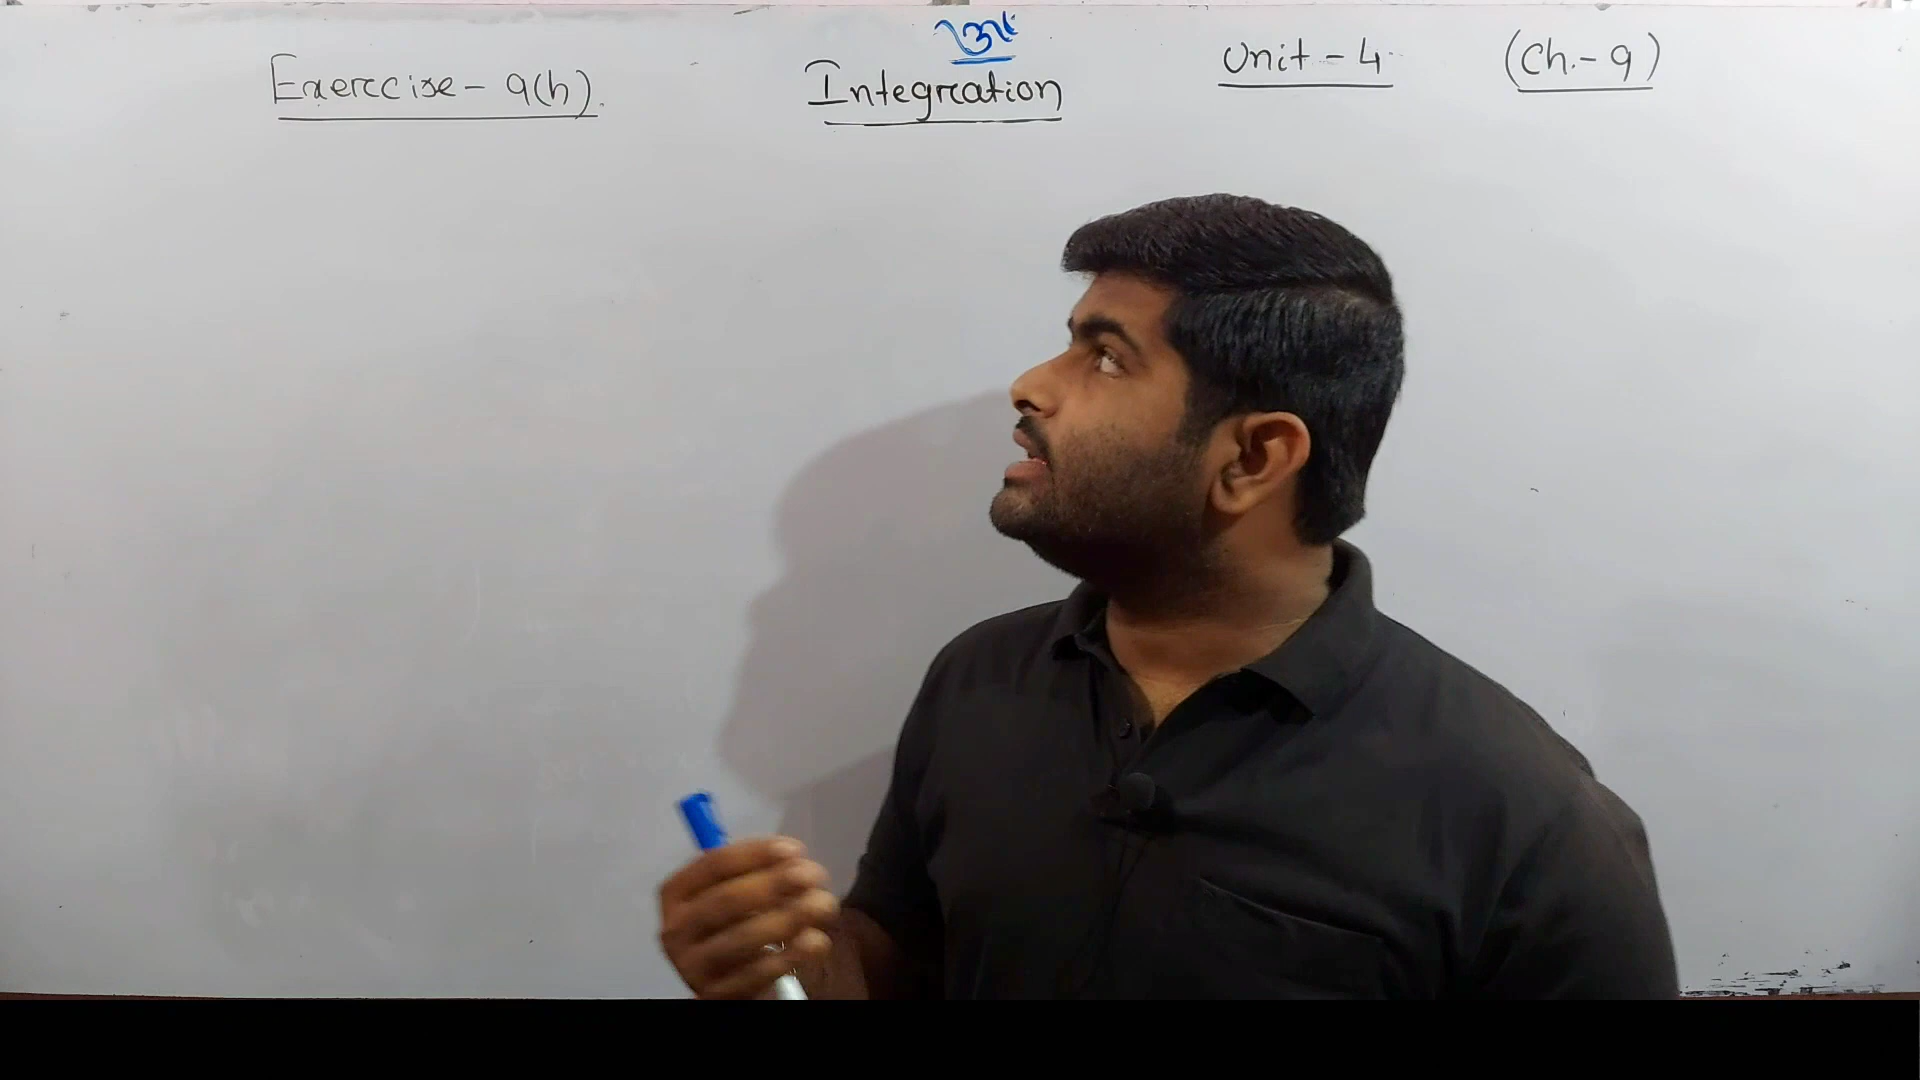 Exercise - 9(h).
Integration
Unit - 4
(Ch. - 9)